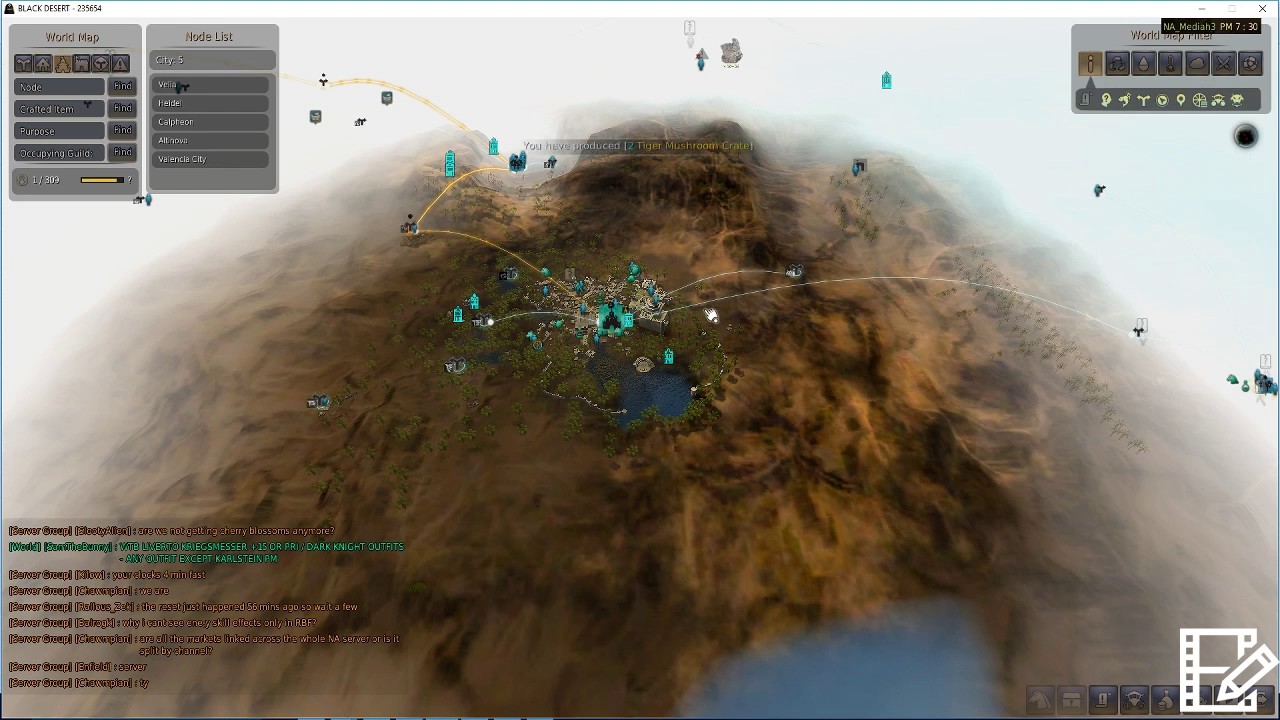 BLACK DESERT - 235654
NA_Mediah3 PM 7 : 30
World Map
Node List
World Map Filter
City: 5
Node
Find
Velia
Crafted Item
Find
Heidel
Calpheon
Purpose
Find
Altinova
Occupying Guild:
Find
Valencia City
1 / 309
?
You have produced [2 Tiger Mushroom Crate]
are we not getting cherry blossoms anymore?
[World] [SamTheBunny] : WTB LIVERTO KRIEGSMESSER +15 OR PRI / DARK KNIGHT OUTFITS
- ANY OUTFIT EXCEPT KARLSTEIN PM
[Server Group] [Kilow] : your clocks 4 min fast
[Server Group] [Chawmpian] : we are
[Server Group] : the reset just happened 56 mins ago so wait a few
[Server Group] : why i cant see enery skill effects only in RBF?
[Server Group] [Chawmpian] : are all the markets linked across the whole NA server or is it
split by channel?
[Server Group] [Enfield] : server
[Server Group] [Chawmpian] : ty